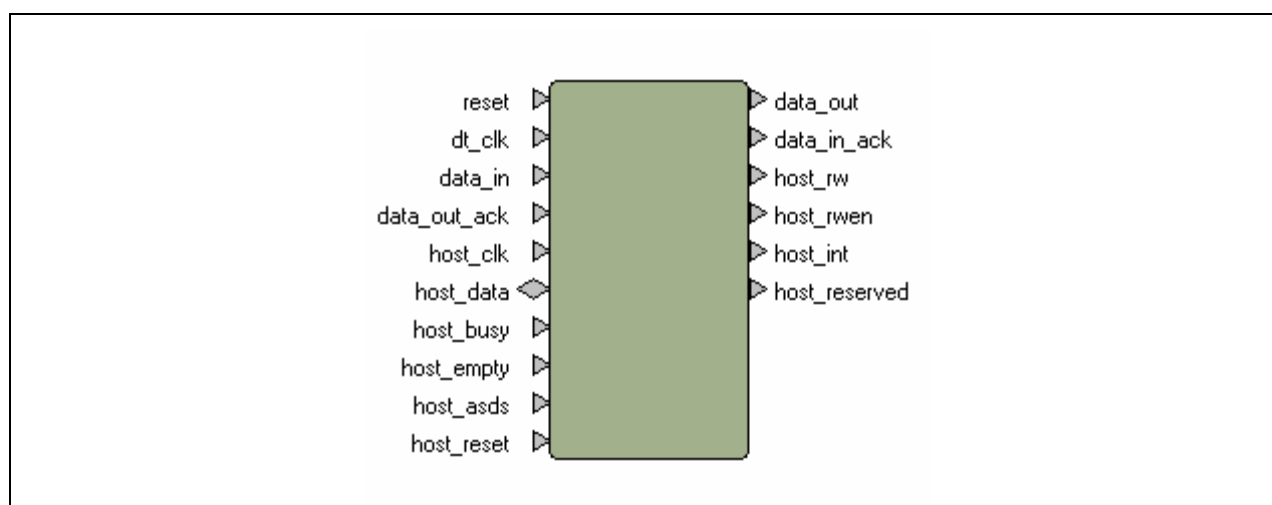 reset
dt_clk
data_in
data_out_ack
host_clk
host_data
host_busy
host_empty
host_asds
host_reset
data_out
data_in_ack
host_rw
host_rwen
host_int
host_reserved